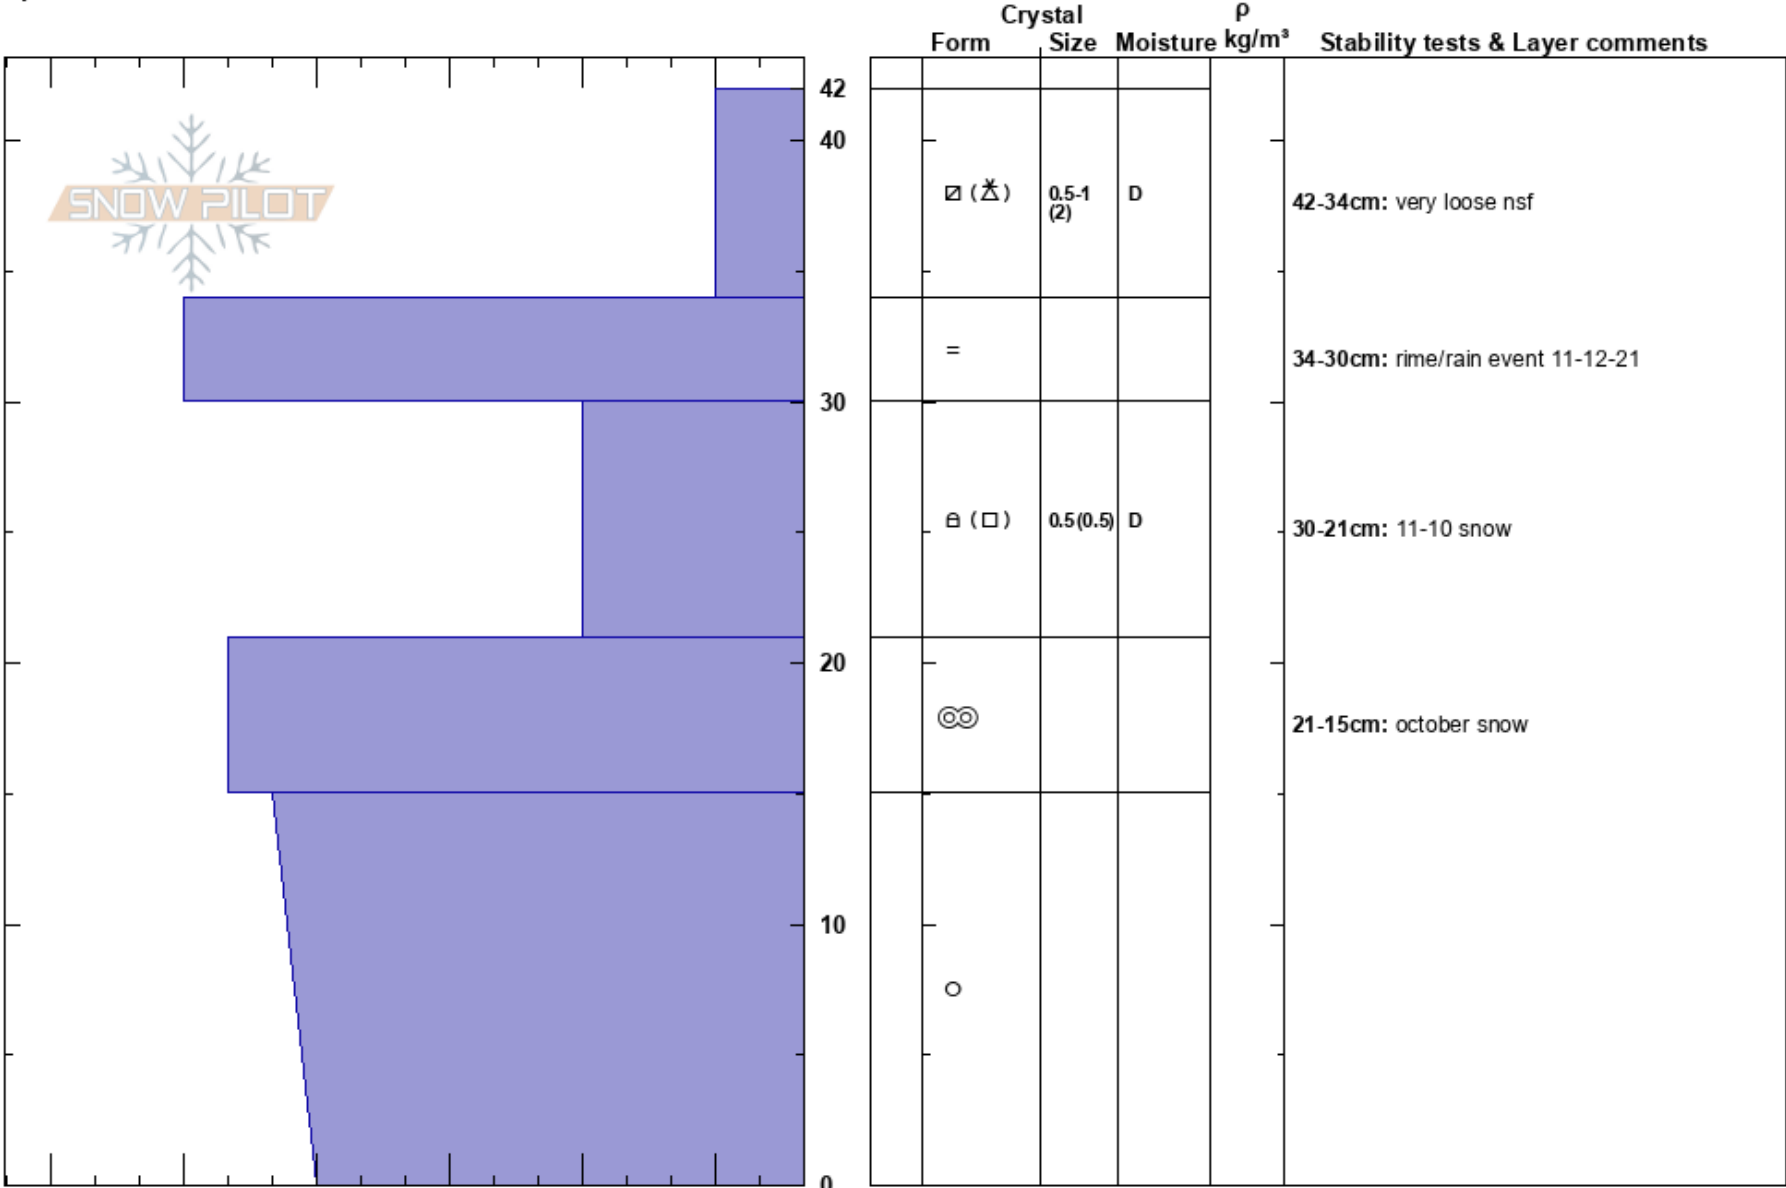 Crystal ρ
Form Size Moisture kg/m³ Stability tests & Layer comments
42
40
SNOW PILOT
0.5-1 D
(2)
42-34cm: very loose nsf
=
34-30cm: rime/rain event 11-12-21
30
( □ ) 0.5(0.5) D
30-21cm: 11-10 snow
20
21-15cm: october snow
10
0